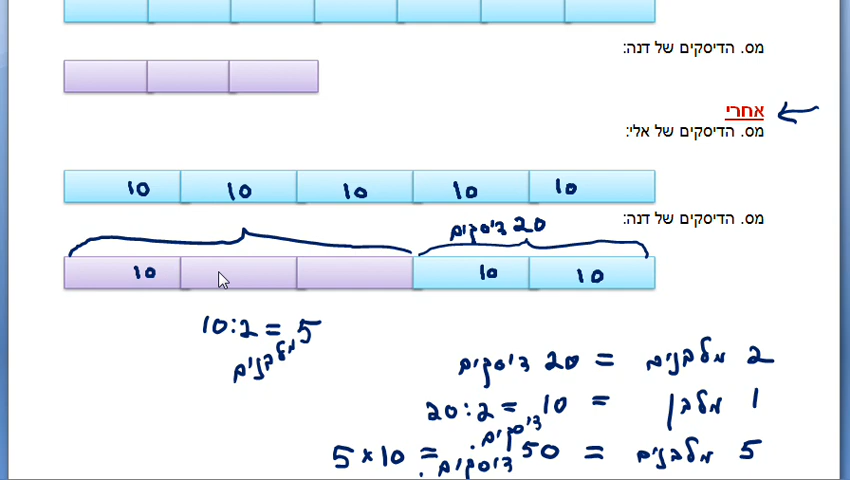 מס. הדיסקים של דנה:
אחרי
מס. הדיסקים של אלי:
10 10 10 10 10
מס. הדיסקים של דנה:
20 דיסקים
10 10 10
10:2 = 5
מלבנים
2 מלבנים = 20 דיסקים
1 מלבן = 10 = 20:2
דיסקים.
5 מלבנים = 50 = 5×10
דיסקים.